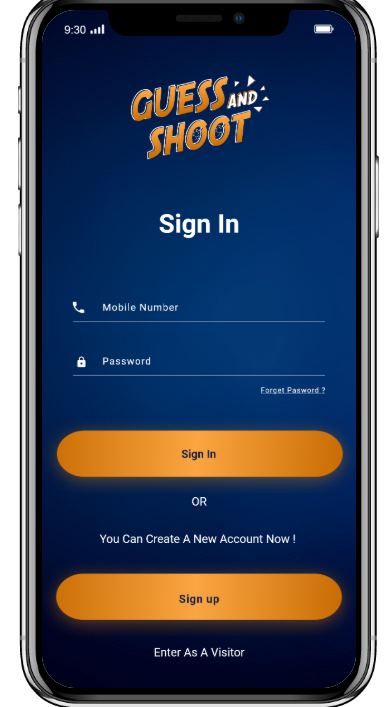 9:30
GUESS AND
SHOOT
Sign In
Mobile Number
Password
Forget Pasword ?
Sign In
OR
You Can Create A New Account Now !
Sign up
Enter As A Visitor